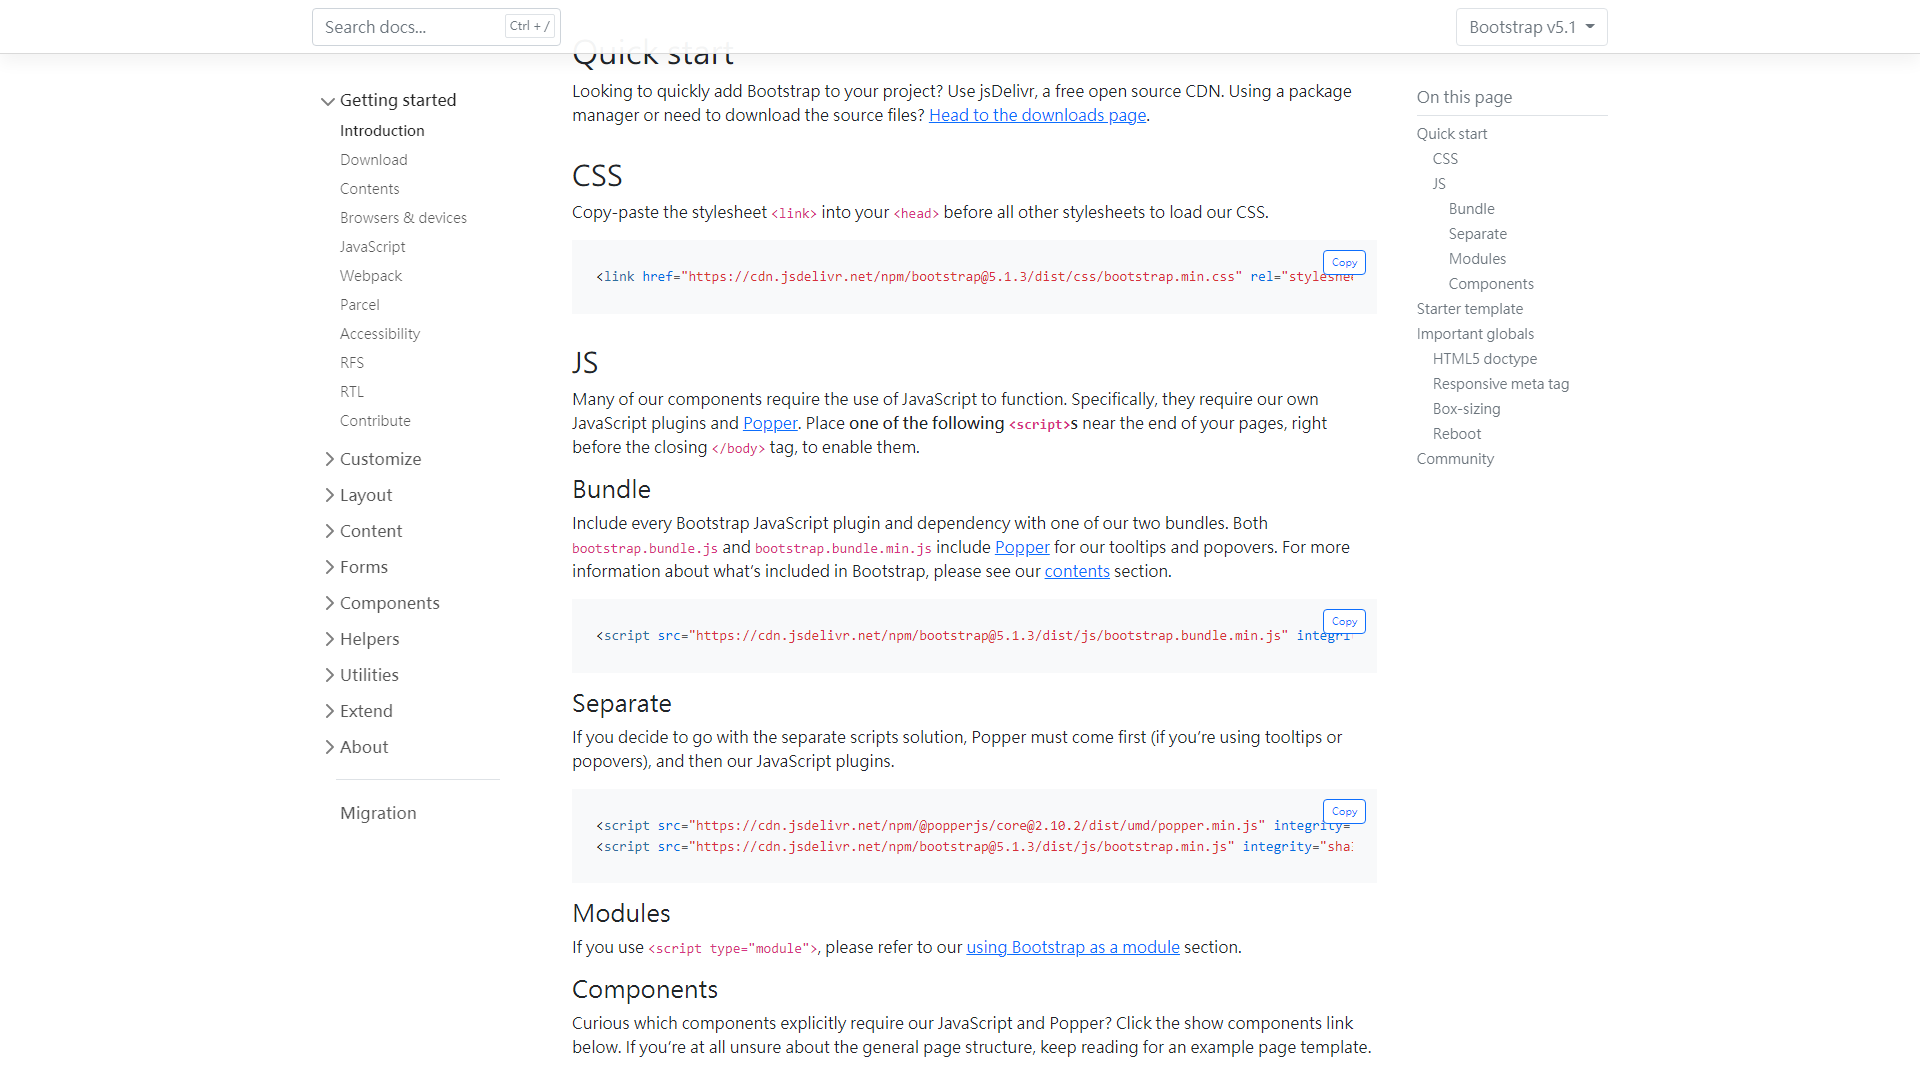 Search docs...
Ctrl + /
Bootstrap v5.1
Getting started
Introduction
Download
Contents
Browsers & devices
JavaScript
Webpack
Parcel
Accessibility
RFS
RTL
Contribute
Customize
Layout
Content
Forms
Components
Helpers
Utilities
Extend
About
Migration
Quick start
Looking to quickly add Bootstrap to your project? Use jsDelivr, a free open source CDN. Using a package
manager or need to download the source files? Head to the downloads page.
CSS
Copy-paste the stylesheet <link> into your <head> before all other stylesheets to load our CSS.
Copy
<link href="https://cdn.jsdelivr.net/npm/bootstrap@5.1.3/dist/css/bootstrap.min.css" rel="styleshe
JS
Many of our components require the use of JavaScript to function. Specifically, they require our own
JavaScript plugins and Popper. Place one of the following <script>s near the end of your pages, right
before the closing </body> tag, to enable them.
Bundle
Include every Bootstrap JavaScript plugin and dependency with one of our two bundles. Both
bootstrap.bundle.js and bootstrap.bundle.min.js include Popper for our tooltips and popovers. For more
information about what’s included in Bootstrap, please see our contents section.
Copy
<script src="https://cdn.jsdelivr.net/npm/bootstrap@5.1.3/dist/js/bootstrap.bundle.min.js" integri
Separate
If you decide to go with the separate scripts solution, Popper must come first (if you’re using tooltips or
popovers), and then our JavaScript plugins.
Copy
<script src="https://cdn.jsdelivr.net/npm/@popperjs/core@2.10.2/dist/umd/popper.min.js" integrity=
<script src="https://cdn.jsdelivr.net/npm/bootstrap@5.1.3/dist/js/bootstrap.min.js" integrity="sha
Modules
If you use <script type="module">, please refer to our using Bootstrap as a module section.
Components
Curious which components explicitly require our JavaScript and Popper? Click the show components link
below. If you’re at all unsure about the general page structure, keep reading for an example page template.
On this page
Quick start
CSS
JS
Bundle
Separate
Modules
Components
Starter template
Important globals
HTML5 doctype
Responsive meta tag
Box-sizing
Reboot
Community